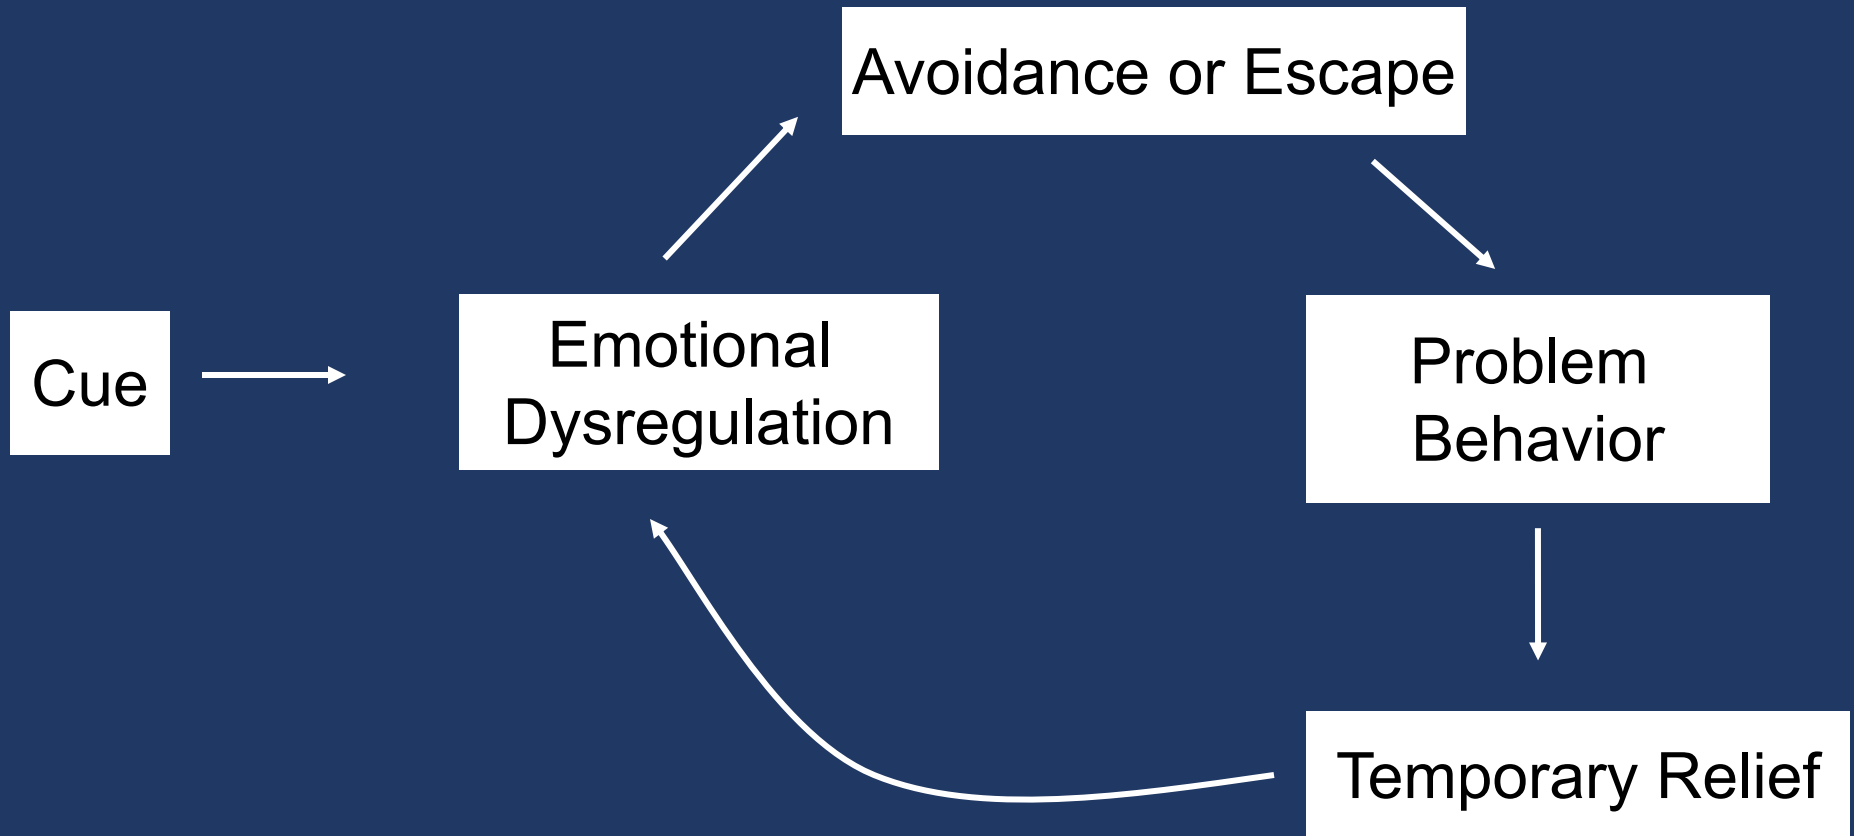 Avoidance or Escape
Cue
Emotional
Dysregulation
Problem
Behavior
Temporary Relief